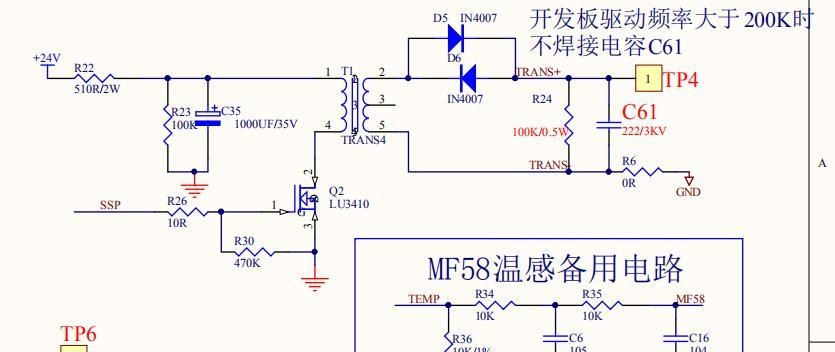 开发板驱动频率大于200K时
不焊接电容C61
D5 IN4007
D6
IN4007
+24V
R22
510R/2W
T1
1
2
3
4
5
TRANS4
TRANS+
1
TP4
R23
100K
C35
1000UF/35V
R24
100K/0.5W
C61
222/3KV
TRANS-
R6
0R
GND
A
SSP
R26
10R
1
2
3
G
Q2
LU3410
R30
470K
MF58温感备用电路
TEMP
R34
10K
R35
10K
MF58
R36
10K/1%
C6
105
C16
104
TP6